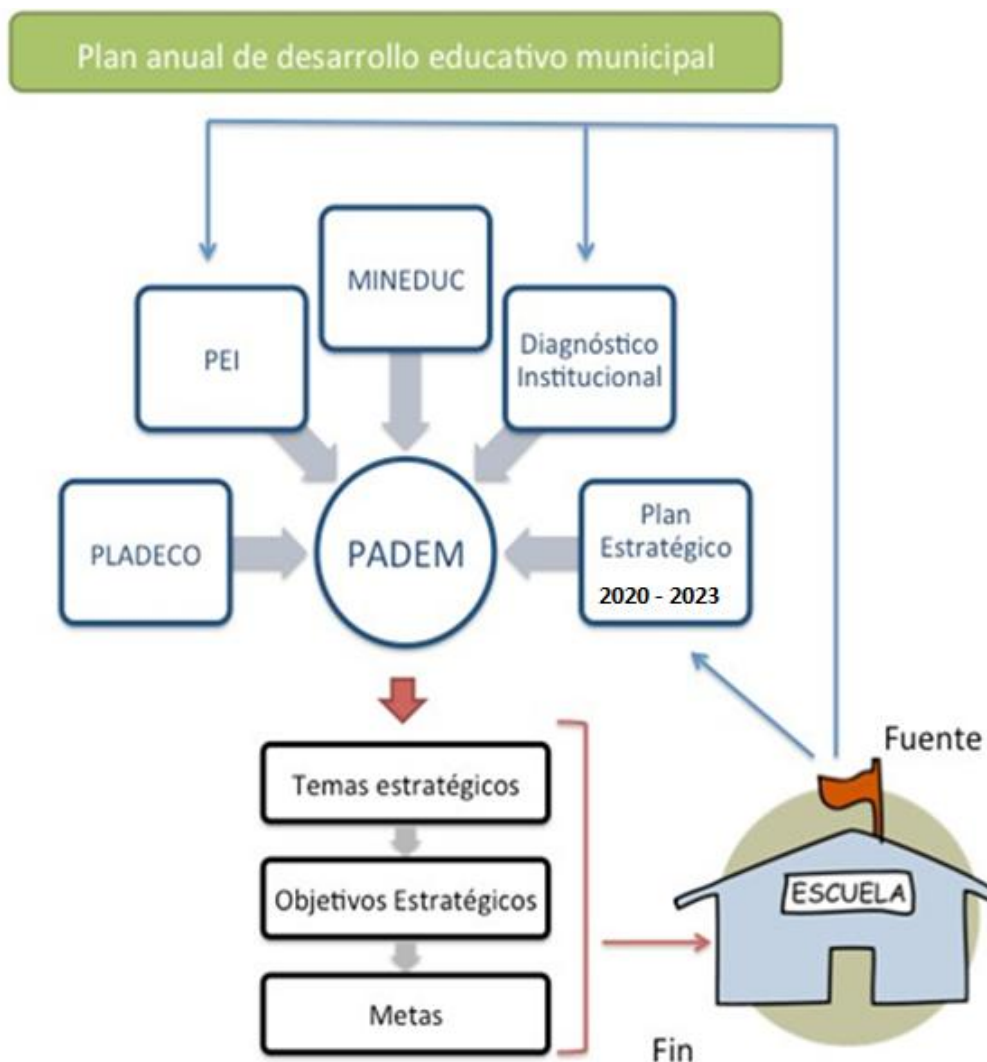 Plan anual de desarrollo educativo municipal
MINEDUC
PEI
Diagnóstico
Institucional
PLADECO
PADEM
Plan
Estratégico
2020 - 2023
Temas estratégicos
Objetivos Estratégicos
Metas
Fuente
ESCUELA
Fin